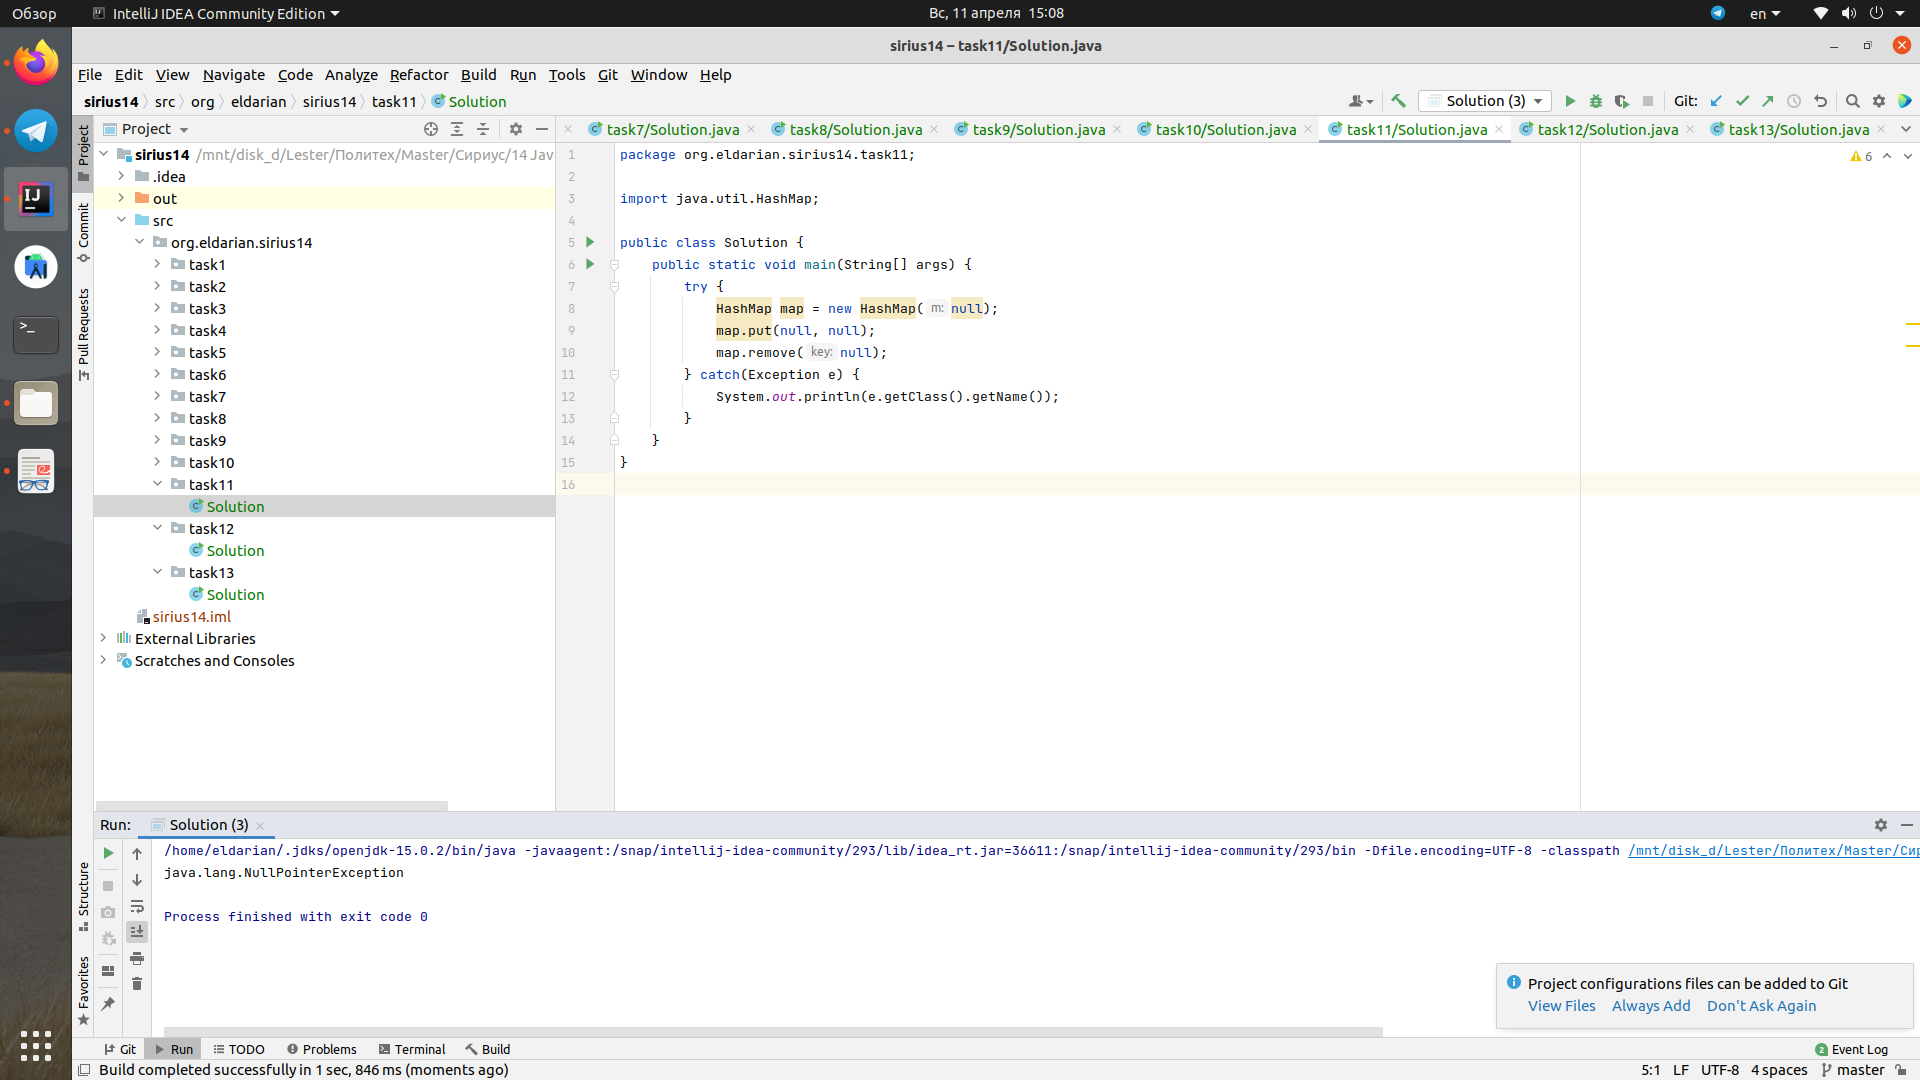 Обзор
IntelliJ IDEA Community Edition
Вс, 11 апреля 15:08
en
sirius14 – task11/Solution.java
File Edit View Navigate Code Analyze Refactor Build Run Tools Git Window Help
sirius14 src org eldarian sirius14 task11 Solution
Solution (3)
Git:
Project
task7/Solution.java
task8/Solution.java
task9/Solution.java
task10/Solution.java
task11/Solution.java
task12/Solution.java
task13/Solution.java
Project
Commit
Pull Requests
Structure
Favorites
sirius14 /mnt/disk_d/Lester/Политех/Master/Сириус/14 Java
.idea
out
src
org.eldarian.sirius14
task1
task2
task3
task4
task5
task6
task7
task8
task9
task10
task11
Solution
task12
Solution
task13
Solution
sirius14.iml
External Libraries
Scratches and Consoles
6
1 package org.eldarian.sirius14.task11;
2
3 import java.util.HashMap;
4
5 public class Solution {
6 public static void main(String[] args) {
7 try {
8 HashMap map = new HashMap( m: null);
9 map.put(null, null);
10 map.remove( key: null);
11 } catch(Exception e) {
12 System.out.println(e.getClass().getName());
13 }
14 }
15 }
16
Run: Solution (3)
/home/eldarian/.jdks/openjdk-15.0.2/bin/java -javaagent:/snap/intellij-idea-community/293/lib/idea_rt.jar=36611:/snap/intellij-idea-community/293/bin -Dfile.encoding=UTF-8 -classpath /mnt/disk_d/Lester/Политех/Master/Сир
java.lang.NullPointerException
Process finished with exit code 0
Project configurations files can be added to Git
View Files Always Add Don't Ask Again
Git Run TODO Problems Terminal Build
2 Event Log
Build completed successfully in 1 sec, 846 ms (moments ago)
5:1 LF UTF-8 4 spaces master